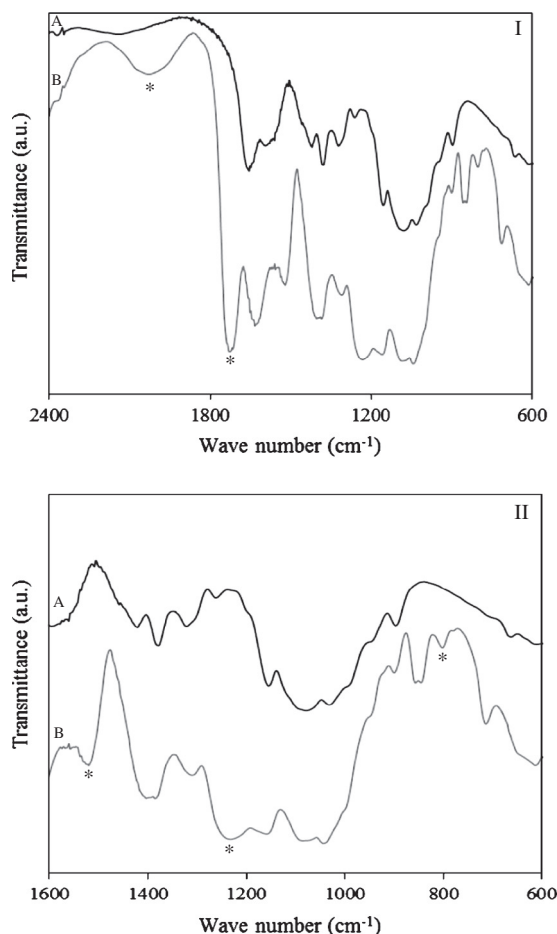 I
A
B
*
*
Transmittance (a.u.)
2400 1800 1200 600
Wave number (cm-1)
II
A
B
*
*
*
Transmittance (a.u.)
1600 1400 1200 1000 800 600
Wave number (cm-1)